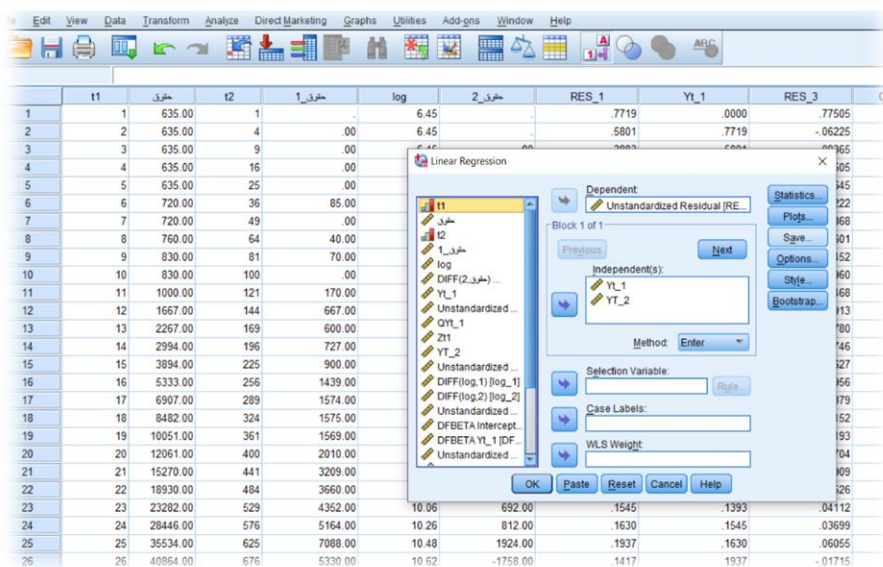 Edit View Data Transform Analyze Direct Marketing Graphs Utilities Add-ons Window Help
t1 حقوق t2 حقوق_1 log حقوق_2 RES_1 Yt_1 RES_3
1 1 635.00 1 . 6.45 . .7719 .0000 .77505
2 2 635.00 4 .00 6.45 . .5801 .7719 -.06225
3 3 635.00 9 .00
4 4 635.00 16 .00
5 5 635.00 25 .00
6 6 720.00 36 85.00
7 7 720.00 49 .00
8 8 760.00 64 40.00
9 9 830.00 81 70.00
10 10 830.00 100 .00
11 11 1000.00 121 170.00
12 12 1667.00 144 667.00
13 13 2267.00 169 600.00
14 14 2994.00 196 727.00
15 15 3894.00 225 900.00
16 16 5333.00 256 1439.00
17 17 6907.00 289 1574.00
18 18 8482.00 324 1575.00
19 19 10051.00 361 1569.00
20 20 12061.00 400 2010.00
21 21 15270.00 441 3209.00
22 22 18930.00 484 3660.00
23 23 23282.00 529 4352.00 10.06 692.00 .1545 .1393 .04112
24 24 28446.00 576 5164.00 10.26 812.00 .1630 .1545 .03699
25 25 35534.00 625 7088.00 10.48 1924.00 .1937 .1630 .06055
26 26 40864.00 676 5330.00 10.62 -1758.00 .1417 .1937 -.01715
Linear Regression
t1
حقوق
t2
حقوق_1
log
DIFF(حقوق,2) ...
Yt_1
Unstandardized ...
QYt_1
Zt1
YT_2
Unstandardized ...
DIFF(log,1) [log_1]
DIFF(log,2) [log_2]
Unstandardized ...
DFBETA Intercept...
DFBETA Yt_1 [DF...
Unstandardized ...
Dependent:
Unstandardized Residual [RE...
Block 1 of 1
Previous
Next
Independent(s):
Yt_1
YT_2
Method: Enter
Selection Variable:
Rule...
Case Labels:
WLS Weight:
Statistics...
Plots...
Save...
Options...
Style...
Bootstrap...
OK Paste Reset Cancel Help